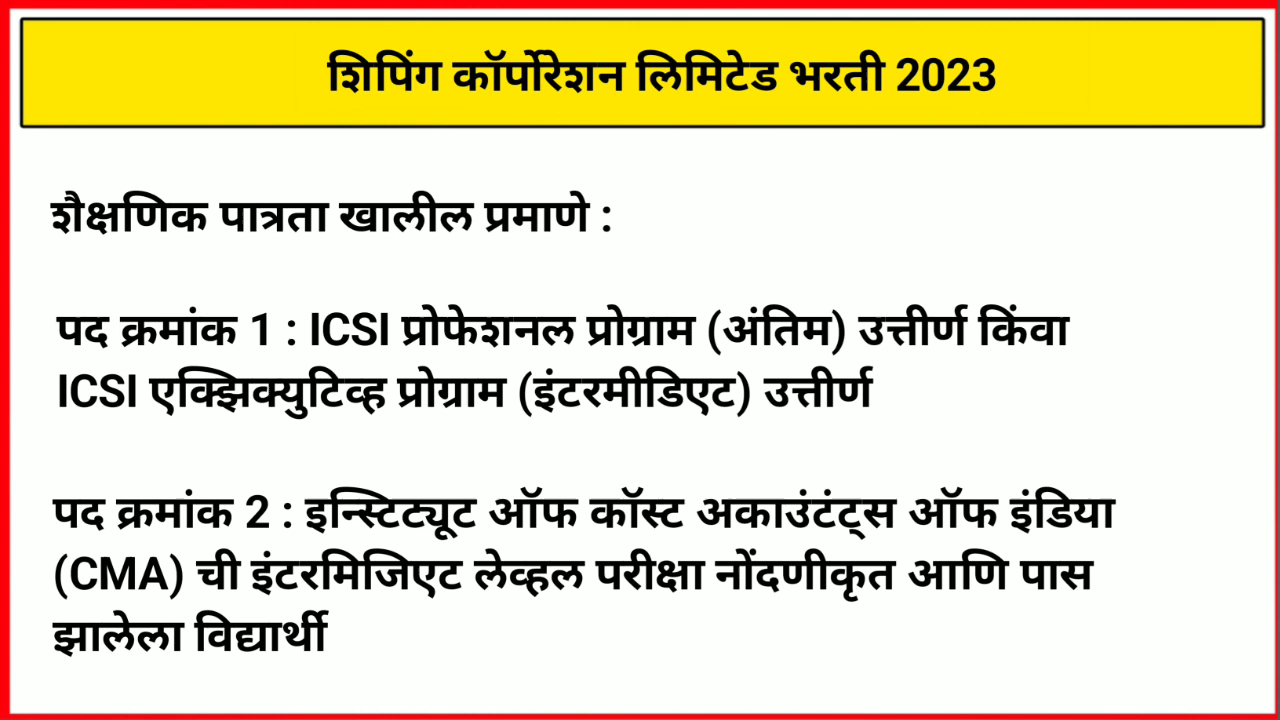 शिपिंग कॉर्पोरेशन लिमिटेड भरती 2023
शैक्षणिक पात्रता खालील प्रमाणे :
पद क्रमांक 1 : ICSI प्रोफेशनल प्रोग्राम (अंतिम) उत्तीर्ण किंवा
ICSI एक्झिक्युटिव्ह प्रोग्राम (इंटरमीडिएट) उत्तीर्ण
पद क्रमांक 2 : इन्स्टिट्यूट ऑफ कॉस्ट अकाउंटंट्स ऑफ इंडिया
(CMA) ची इंटरमिजिएट लेव्हल परीक्षा नोंदणीकृत आणि पास
झालेला विद्यार्थी